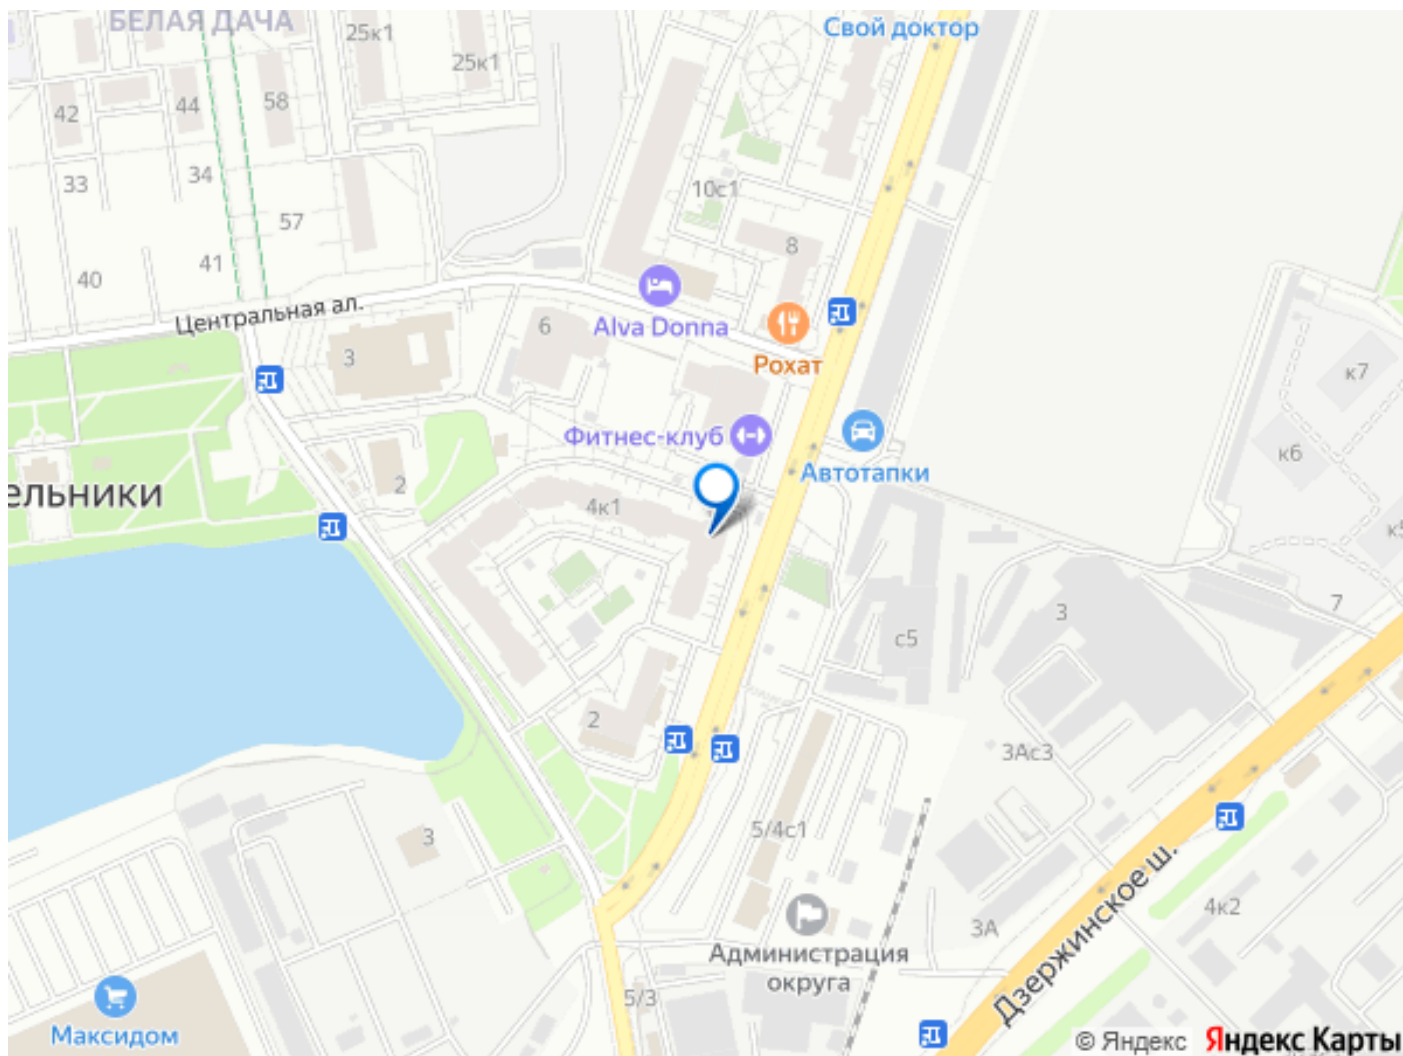 БЕЛАЯ ДАЧА
Свой доктор
25к1
25к1
42
44
58
33
34
10с1
57
8
41
40
Центральная ал.
Alva Donna
6
3
Рохат
к7
Фитнес-клуб
Автотапки
к6
ельники
2
4к1
к5
7
3
с5
2
3Ас3
5/4с1
3
Дзержинское ш.
4к2
3А
Администрация
округа
5/3
Максидом
© Яндекс Яндекс Карты